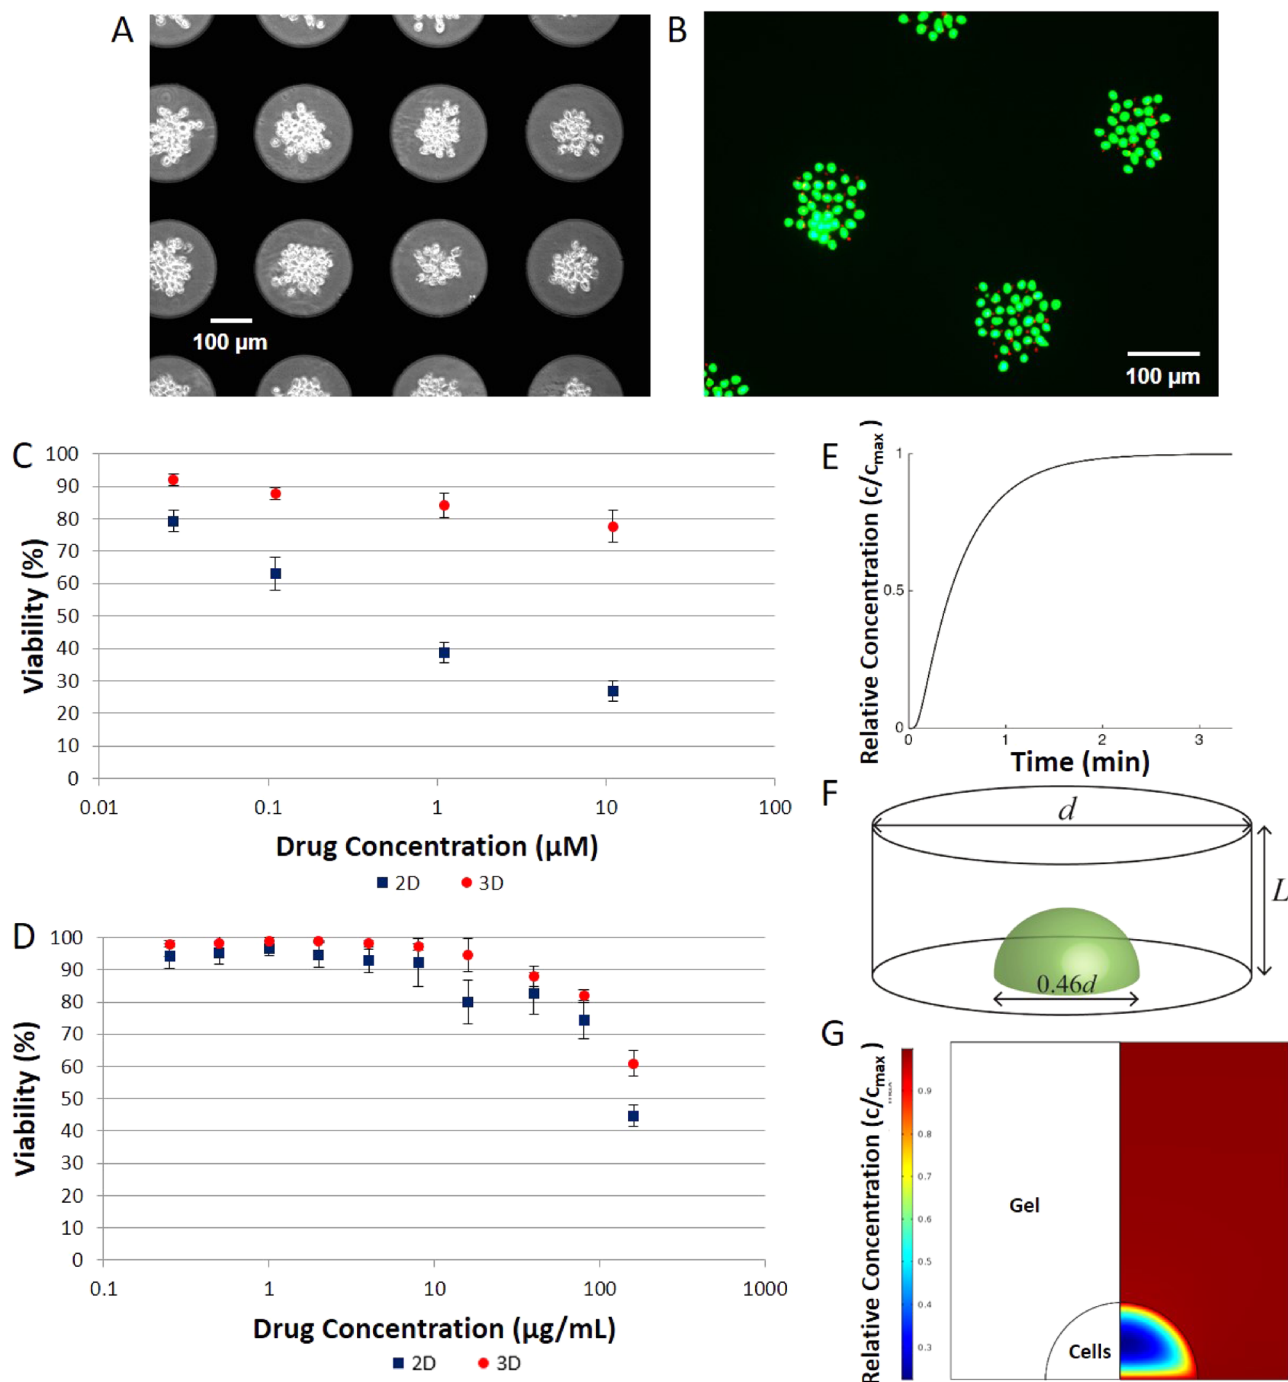 A
B
100 µm
100 µm
C
Viability (%)
100
90
80
70
60
50
40
30
20
10
0
0.01
0.1
1
10
100
Drug Concentration (µM)
2D
3D
D
Viability (%)
100
90
80
70
60
50
40
30
20
10
0
0.1
1
10
100
1000
Drug Concentration (µg/mL)
2D
3D
E
Relative Concentration (c/cmax)
1
0.5
0
0
1
2
3
Time (min)
F
d
L
0.46d
G
Relative Concentration (c/cmax)
0.9
0.8
0.7
0.6
0.5
0.4
0.3
Gel
Cells